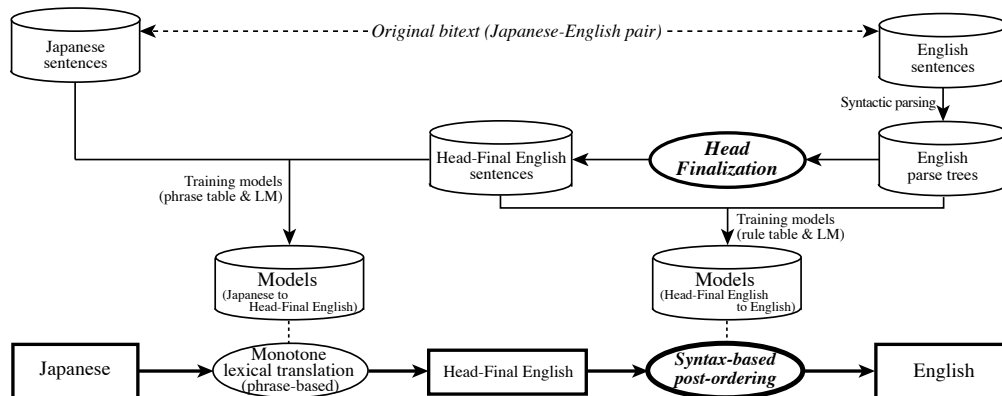 Original bitext (Japanese-English pair)
Japanese
sentences
English
sentences
Syntactic parsing
Head-Final English
sentences
Head
Finalization
English
parse trees
Training models
(phrase table & LM)
Training models
(rule table & LM)
Models
(Japanese to
Head-Final English)
Models
(Head-Final English
to English)
Japanese
Monotone
lexical translation
(phrase-based)
Head-Final English
Syntax-based
post-ordering
English